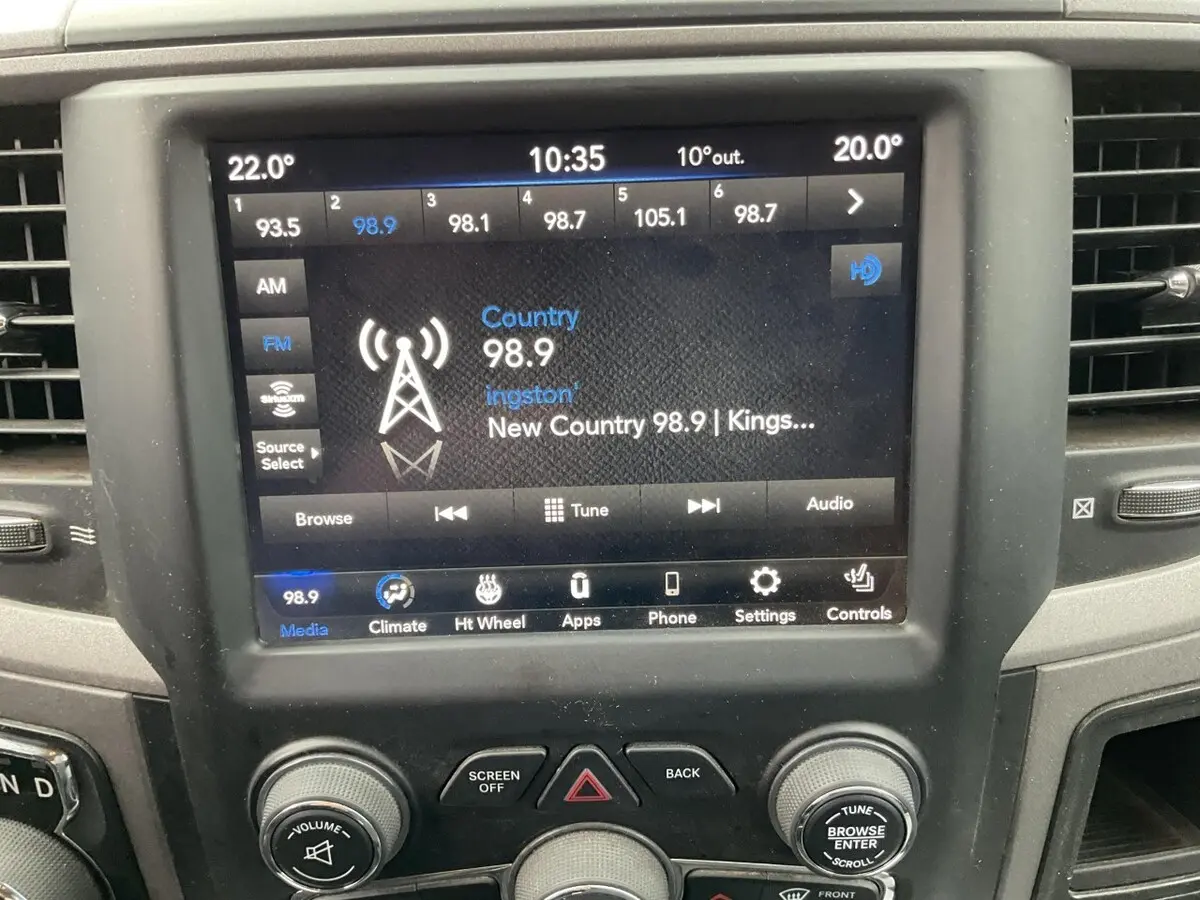 22.0° 10:35 10°out. 20.0°
1 2 3 4 5 6
93.5 98.9 98.1 98.7 105.1 98.7
AM
HD
FM
Country
98.9
SiriusXM
ingston'
New Country 98.9 | Kings...
Source
Select
Browse Tune Audio
98.9
Media Climate Ht Wheel Apps Phone Settings Controls
N D
SCREEN
OFF
BACK
VOLUME
TUNE
BROWSE
ENTER
SCROLL
FRONT